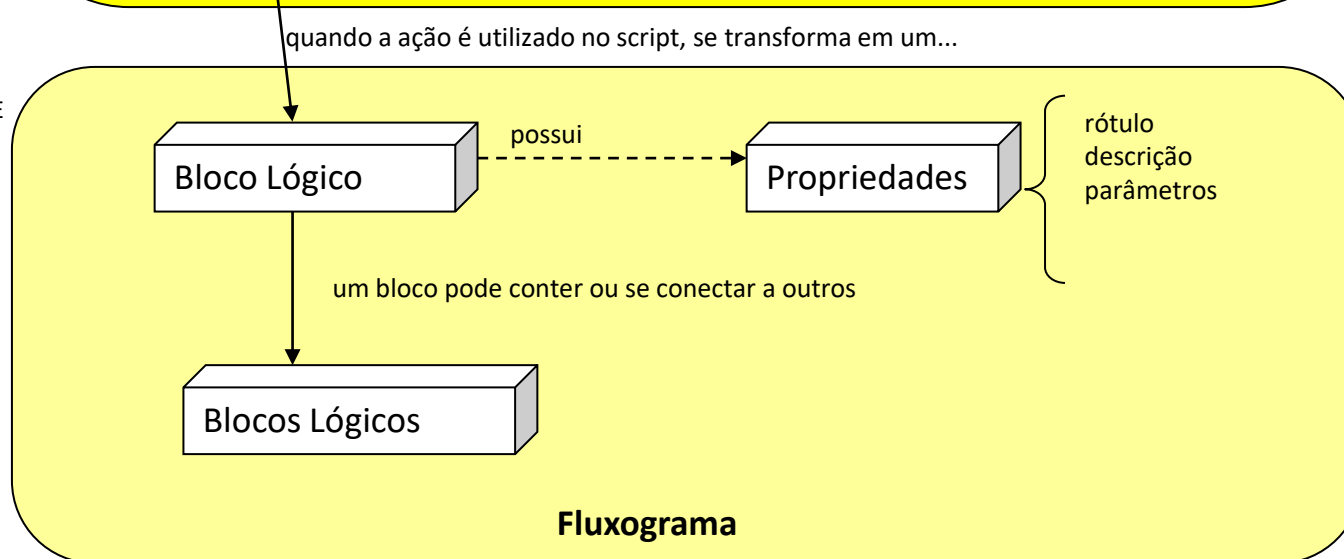 quando a ação é utilizado no script, se transforma em um...
E
Bloco Lógico
possui
Propriedades
rótulo
descrição
parâmetros
um bloco pode conter ou se conectar a outros
Blocos Lógicos
Fluxograma